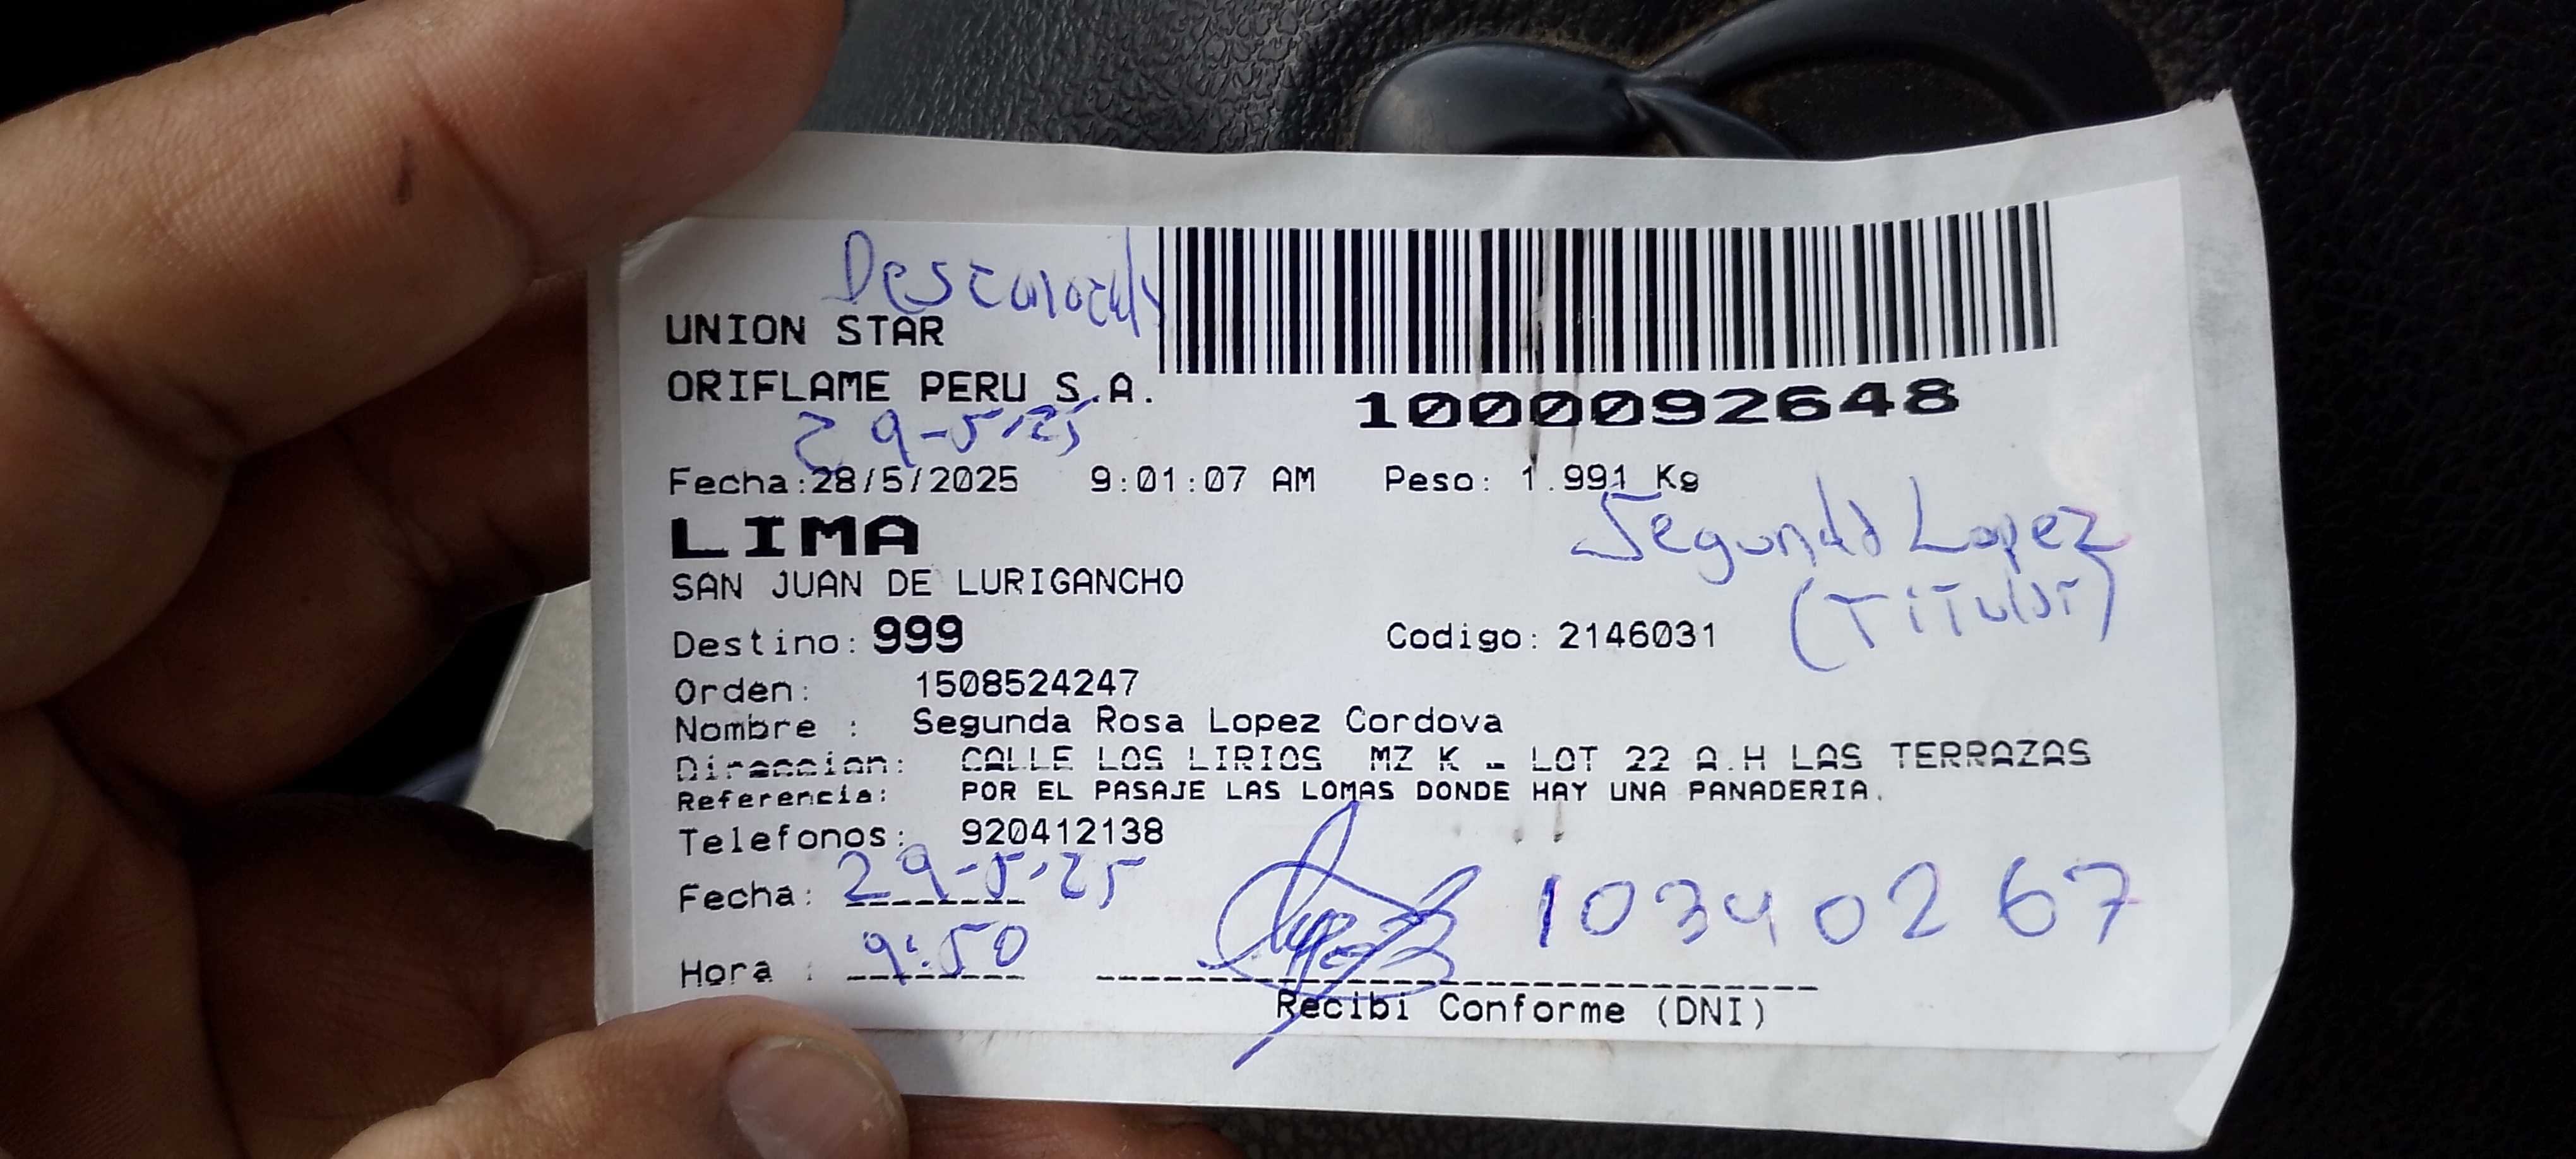 UNION STAR
ORIFLAME PERU S.A.
1000092648
29-5-25
Fecha:28/5/2025 9:01:07 AM Peso: 1.991 Kg
LIMA
Segundo Lopez
SAN JUAN DE LURIGANCHO
(Titular)
Destino: 999 Codigo: 2146031
Orden: 1508524247
Nombre : Segunda Rosa Lopez Cordova
Direccion: CALLE LOS LIRIOS MZ K - LOT 22 A.H LAS TERRAZAS
Referencia: POR EL PASAJE LAS LOMAS DONDE HAY UNA PANADERIA.
Telefonos: 920412138
Fecha: 29-5-25
10340267
Hora : 9:50
Recibi Conforme (DNI)